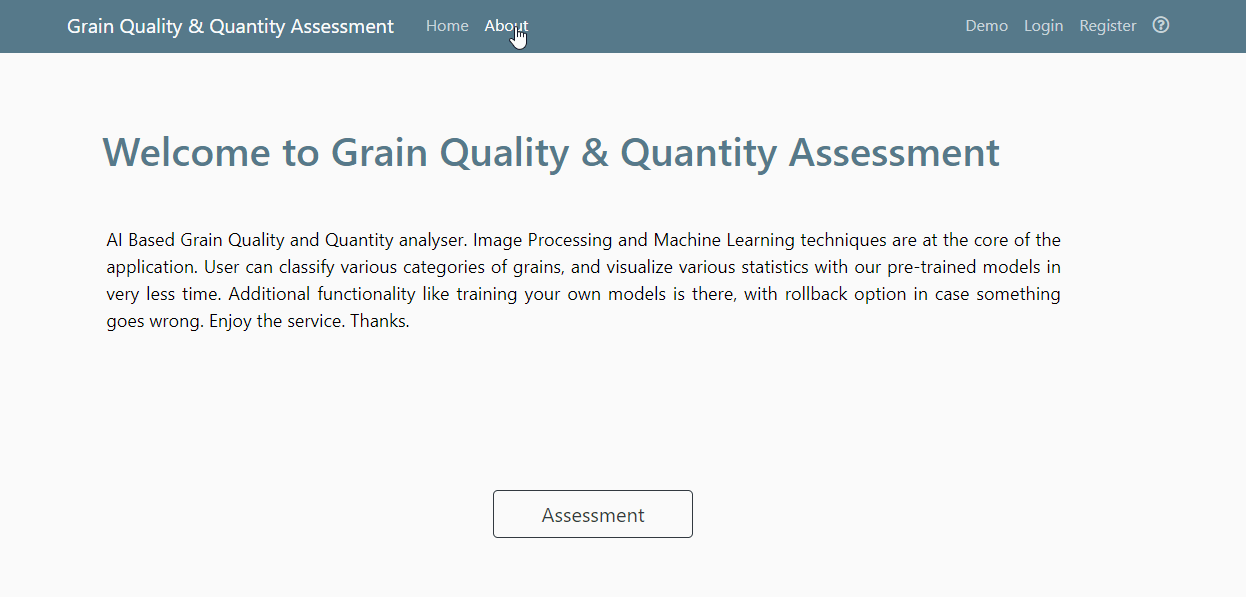 Grain Quality & Quantity Assessment Home About Demo Login Register
Welcome to Grain Quality & Quantity Assessment
AI Based Grain Quality and Quantity analyser. Image Processing and Machine Learning techniques are at the core of the
application. User can classify various categories of grains, and visualize various statistics with our pre-trained models in
very less time. Additional functionality like training your own models is there, with rollback option in case something
goes wrong. Enjoy the service. Thanks.
Assessment